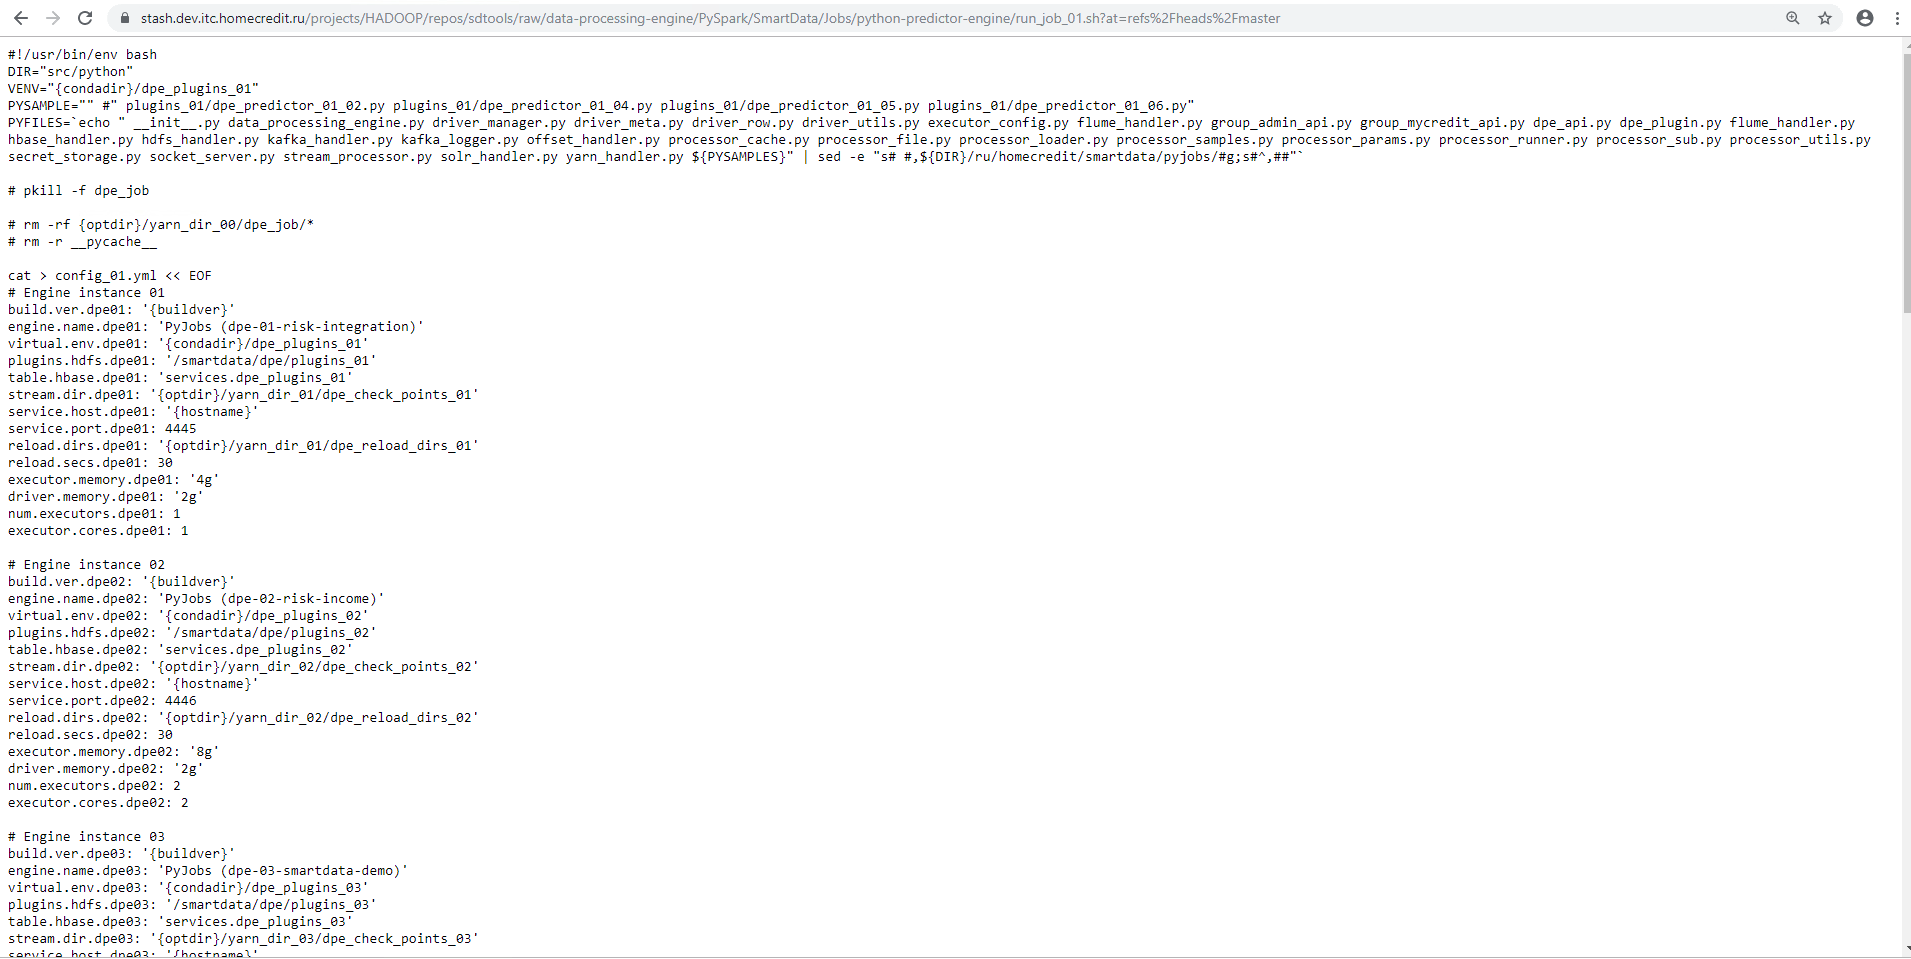 stash.dev.itc.homecredit.ru/projects/HADOOP/repos/sdtools/raw/data-processing-engine/PySpark/SmartData/Jobs/python-predictor-engine/run_job_01.sh?at=refs%2Fheads%2Fmaster
#!/usr/bin/env bash
DIR="src/python"
VENV="{condadir}/dpe_plugins_01"
PYSAMPLE="" #" plugins_01/dpe_predictor_01_02.py plugins_01/dpe_predictor_01_04.py plugins_01/dpe_predictor_01_05.py plugins_01/dpe_predictor_01_06.py"
PYFILES=`echo " __init__.py data_processing_engine.py driver_manager.py driver_meta.py driver_row.py driver_utils.py executor_config.py flume_handler.py group_admin_api.py group_mycredit_api.py dpe_api.py dpe_plugin.py flume_handler.py
hbase_handler.py hdfs_handler.py kafka_handler.py kafka_logger.py offset_handler.py processor_cache.py processor_file.py processor_loader.py processor_samples.py processor_params.py processor_runner.py processor_sub.py processor_utils.py
secret_storage.py socket_server.py stream_processor.py solr_handler.py yarn_handler.py ${PYSAMPLES}" | sed -e "s# #,${DIR}/ru/homecredit/smartdata/pyjobs/#g;s#^,##"`
# pkill -f dpe_job
# rm -rf {optdir}/yarn_dir_00/dpe_job/*
# rm -r __pycache__
cat > config_01.yml << EOF
# Engine instance 01
build.ver.dpe01: '{buildver}'
engine.name.dpe01: 'PyJobs (dpe-01-risk-integration)'
virtual.env.dpe01: '{condadir}/dpe_plugins_01'
plugins.hdfs.dpe01: '/smartdata/dpe/plugins_01'
table.hbase.dpe01: 'services.dpe_plugins_01'
stream.dir.dpe01: '{optdir}/yarn_dir_01/dpe_check_points_01'
service.host.dpe01: '{hostname}'
service.port.dpe01: 4445
reload.dirs.dpe01: '{optdir}/yarn_dir_01/dpe_reload_dirs_01'
reload.secs.dpe01: 30
executor.memory.dpe01: '4g'
driver.memory.dpe01: '2g'
num.executors.dpe01: 1
executor.cores.dpe01: 1
# Engine instance 02
build.ver.dpe02: '{buildver}'
engine.name.dpe02: 'PyJobs (dpe-02-risk-income)'
virtual.env.dpe02: '{condadir}/dpe_plugins_02'
plugins.hdfs.dpe02: '/smartdata/dpe/plugins_02'
table.hbase.dpe02: 'services.dpe_plugins_02'
stream.dir.dpe02: '{optdir}/yarn_dir_02/dpe_check_points_02'
service.host.dpe02: '{hostname}'
service.port.dpe02: 4446
reload.dirs.dpe02: '{optdir}/yarn_dir_02/dpe_reload_dirs_02'
reload.secs.dpe02: 30
executor.memory.dpe02: '8g'
driver.memory.dpe02: '2g'
num.executors.dpe02: 2
executor.cores.dpe02: 2
# Engine instance 03
build.ver.dpe03: '{buildver}'
engine.name.dpe03: 'PyJobs (dpe-03-smartdata-demo)'
virtual.env.dpe03: '{condadir}/dpe_plugins_03'
plugins.hdfs.dpe03: '/smartdata/dpe/plugins_03'
table.hbase.dpe03: 'services.dpe_plugins_03'
stream.dir.dpe03: '{optdir}/yarn_dir_03/dpe_check_points_03'
service.host.dpe03: '{hostname}'